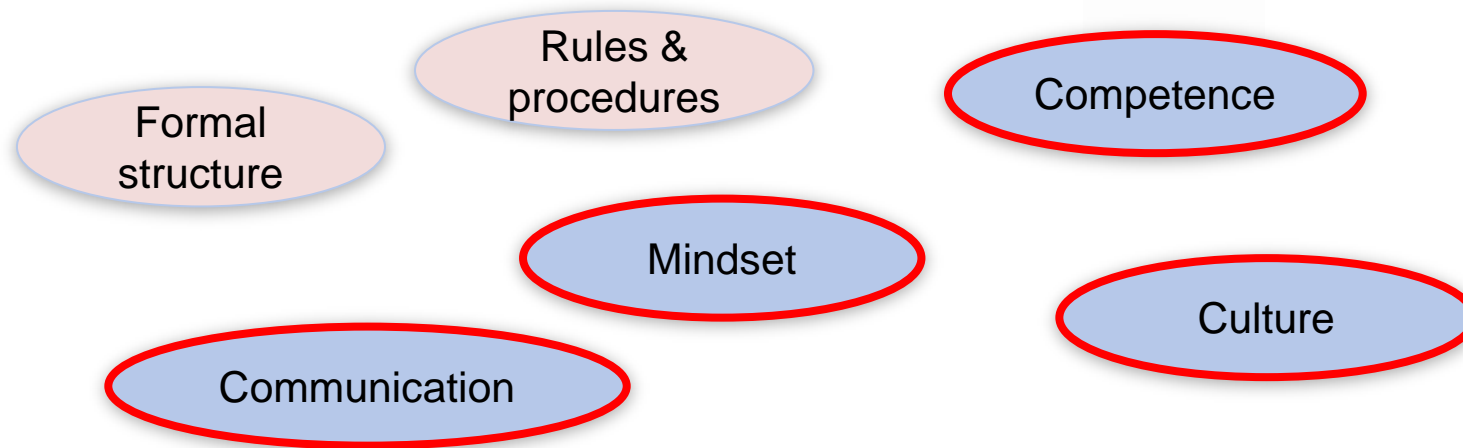 Rules &
procedures
Competence
Formal
structure
Mindset
Culture
Communication